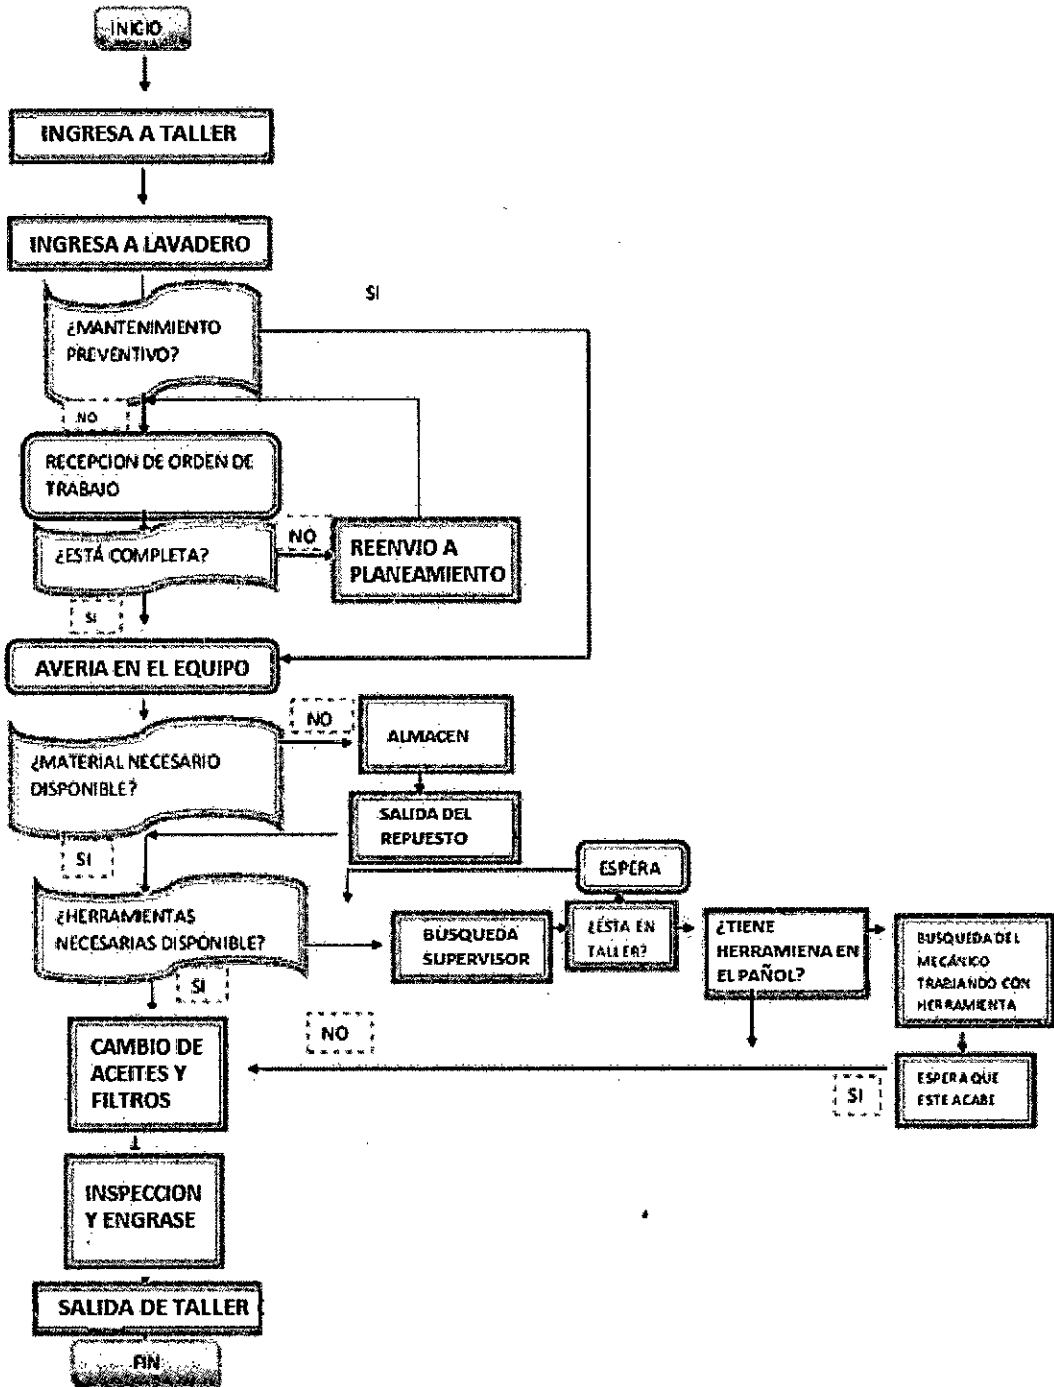 INICIO
INGRESA A TALLER
INGRESA A LAVADERO
SI
¿MANTENIMIENTO
PREVENTIVO?
NO
RECEPCION DE ORDEN DE
TRABAJO
¿ESTÁ COMPLETA?
NO
REENVIO A
PLANEAMIENTO
SI
AVERIA EN EL EQUIPO
NO
ALMACEN
¿MATERIAL NECESARIO
DISPONIBLE?
SALIDA DEL
REPUESTO
SI
ESPERA
¿HERRAMIENTAS
NECESARIAS DISPONIBLE?
BUSQUEDA
SUPERVISOR
¿ESTA EN
TALLER?
¿TIENE
HERRAMIENA EN
EL PAÑOL?
BUSQUEDA DEL
MECÁNICO
TRABJANDO CON
HERRAMIENTA
SI
NO
CAMBIO DE
ACEITES Y
FILTROS
ESPERA QUE
ESTE ACABE
SI
INSPECCION
Y ENGRASE
SALIDA DE TALLER
FIN